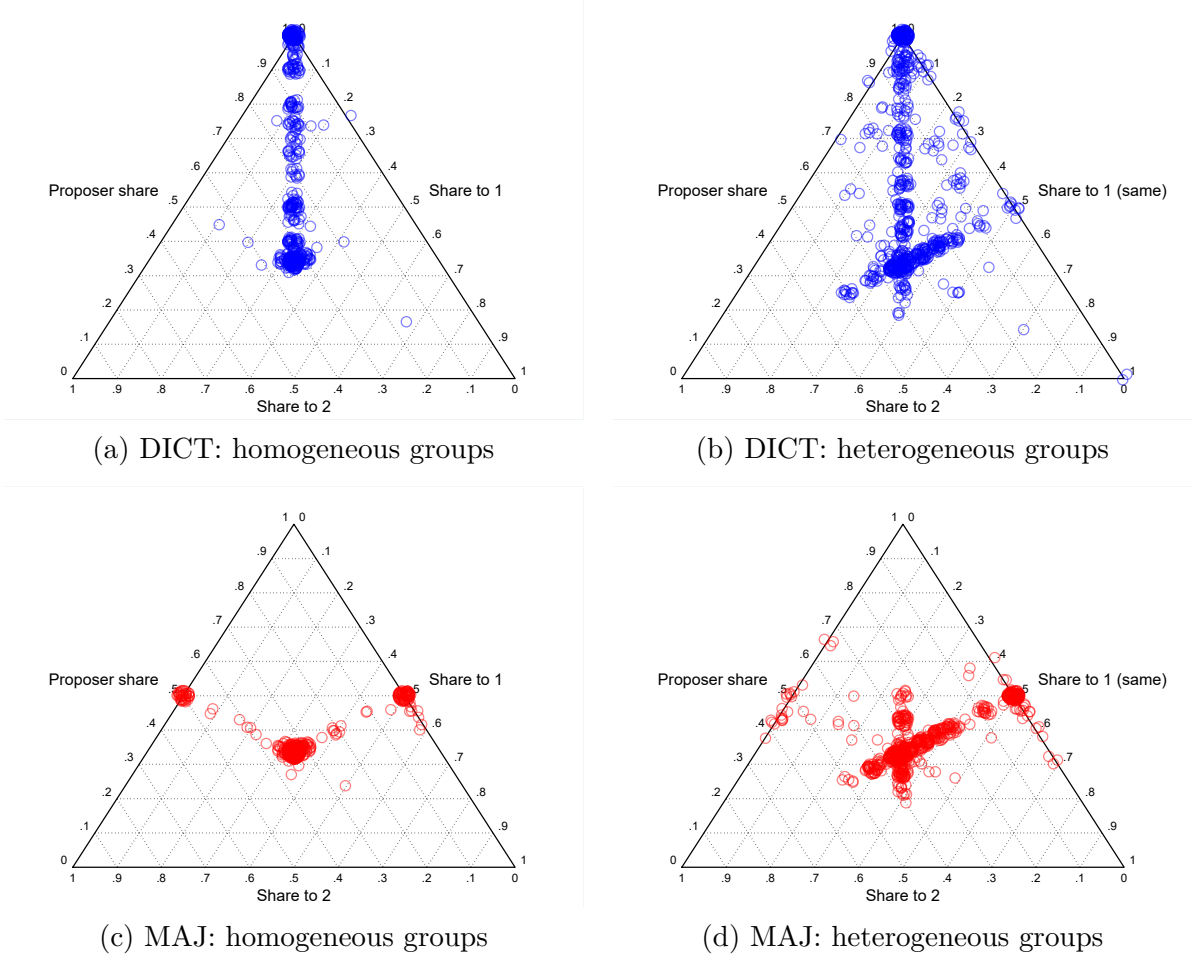 1 0
.9 .1
.8 .2
.7 .3
.6 .4
Proposer share Share to 1
.5 .5
.4 .6
.3 .7
.2 .8
.1 .9
0 1
1 .9 .8 .7 .6 .5 .4 .3 .2 .1 0
Share to 2
(a) DICT: homogeneous groups
.9 .1
.8 .2
.7 .3
.6 .4
Proposer share Share to 1 (same)
.5 .5
.4 .6
.3 .7
.2 .8
.1 .9
0 1
1 .9 .8 .7 .6 .5 .4 .3 .2 .1 0
Share to 2
(b) DICT: heterogeneous groups
1 0
.9 .1
.8 .2
.7 .3
.6 .4
Proposer share Share to 1
.5 .5
.4 .6
.3 .7
.2 .8
.1 .9
0 1
1 .9 .8 .7 .6 .5 .4 .3 .2 .1 0
Share to 2
(c) MAJ: homogeneous groups
1 0
.9 .1
.8 .2
.7 .3
.6 .4
Proposer share Share to 1 (same)
.5 .5
.4 .6
.3 .7
.2 .8
.1 .9
0 1
1 .9 .8 .7 .6 .5 .4 .3 .2 .1 0
Share to 2
(d) MAJ: heterogeneous groups